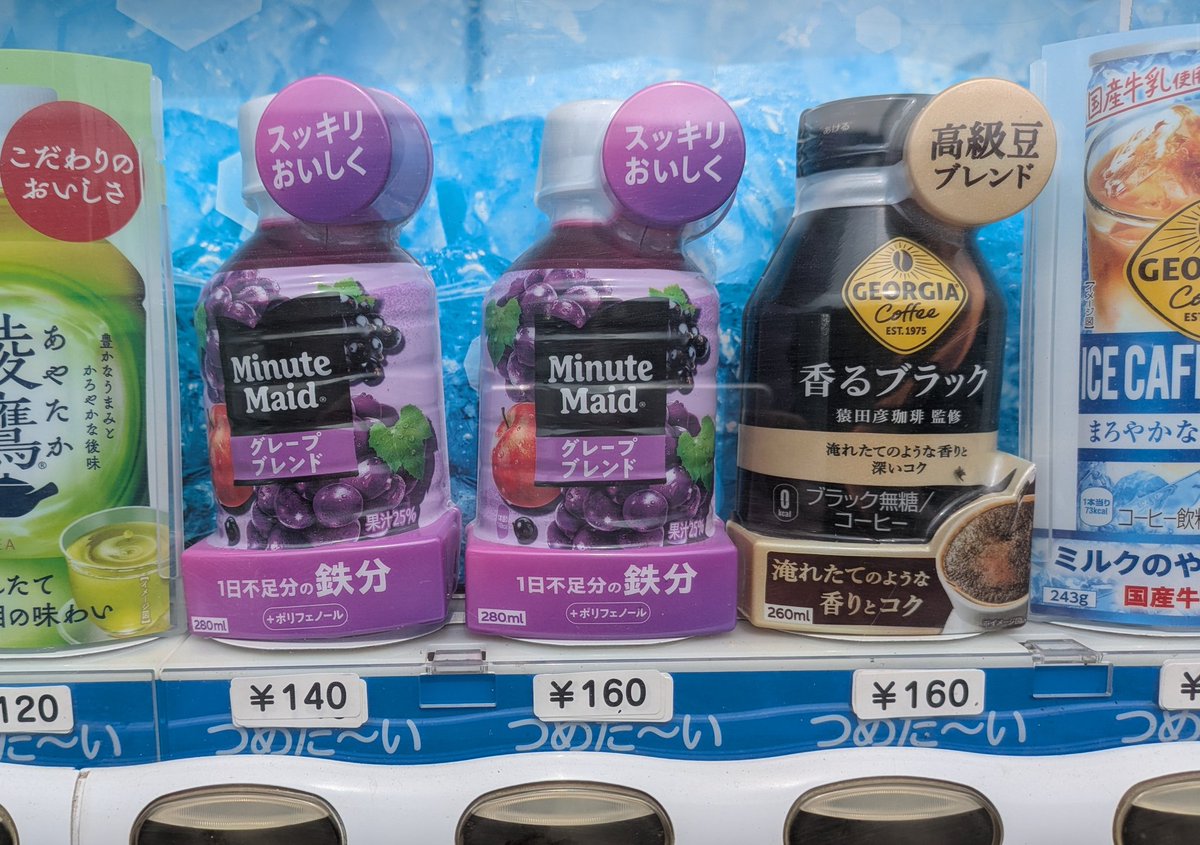 こだわりの
おいしさ
綾鷹
あやたか
豊かなうまみと
かろやかな後味
スッキリ
おいしく
Minute
Maid
グレープ
ブレンド
果汁25%
1日不足分の鉄分
+ポリフェノール
280ml
スッキリ
おいしく
Minute
Maid
グレープ
ブレンド
果汁25%
1日不足分の鉄分
+ポリフェノール
280ml
高級豆
ブレンド
あける
GEORGIA
Coffee
EST. 1975
香るブラック
猿田彦珈琲 監修
淹れたてのような香りと
深いコク
0
kcal
ブラック無糖/
コーヒー
淹れたてのような
香りとコク
260ml
国産牛乳使用
GEORGIA
ICE CAF
まろやかな
1本当り
73kcal
コーヒー飲料
ミルクのや
243g
国産牛
120
¥140
¥160
¥160
¥
つめた〜い
つめた〜い
つめた〜い